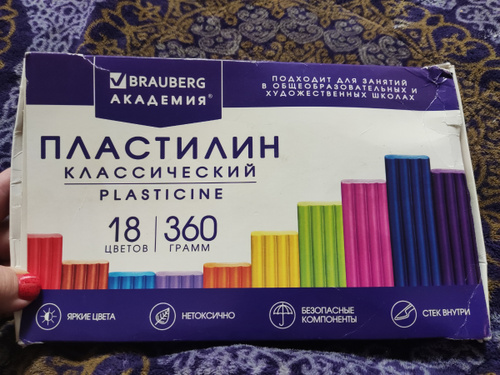 BRAUBERG
АКАДЕМИЯ®
ПОДХОДИТ ДЛЯ ЗАНЯТИЙ
В ОБЩЕОБРАЗОВАТЕЛЬНЫХ И
ХУДОЖЕСТВЕННЫХ ШКОЛАХ
ПЛАСТИЛИН
КЛАССИЧЕСКИЙ
PLASTICINE
18 ЦВЕТОВ
360 ГРАММ
ЯРКИЕ ЦВЕТА
НЕТОКСИЧНО
БЕЗОПАСНЫЕ
КОМПОНЕНТЫ
СТЕК ВНУТРИ